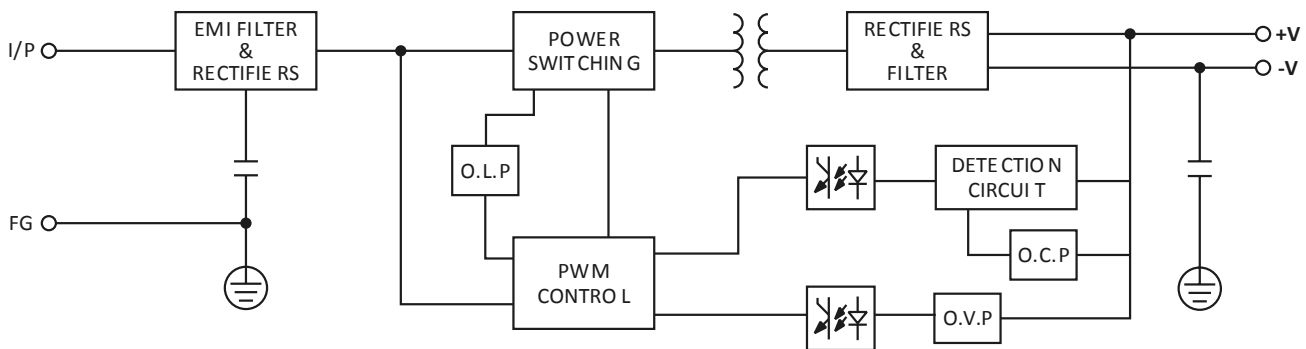 I/P
EMI FILTER
&
RECTIFIERS
POWER
SWITCHING
RECTIFIERS
&
FILTER
+V
-V
O.L.P
DETECTION
CIRCUIT
FG
PWM
CONTROL
O.C.P
O.V.P